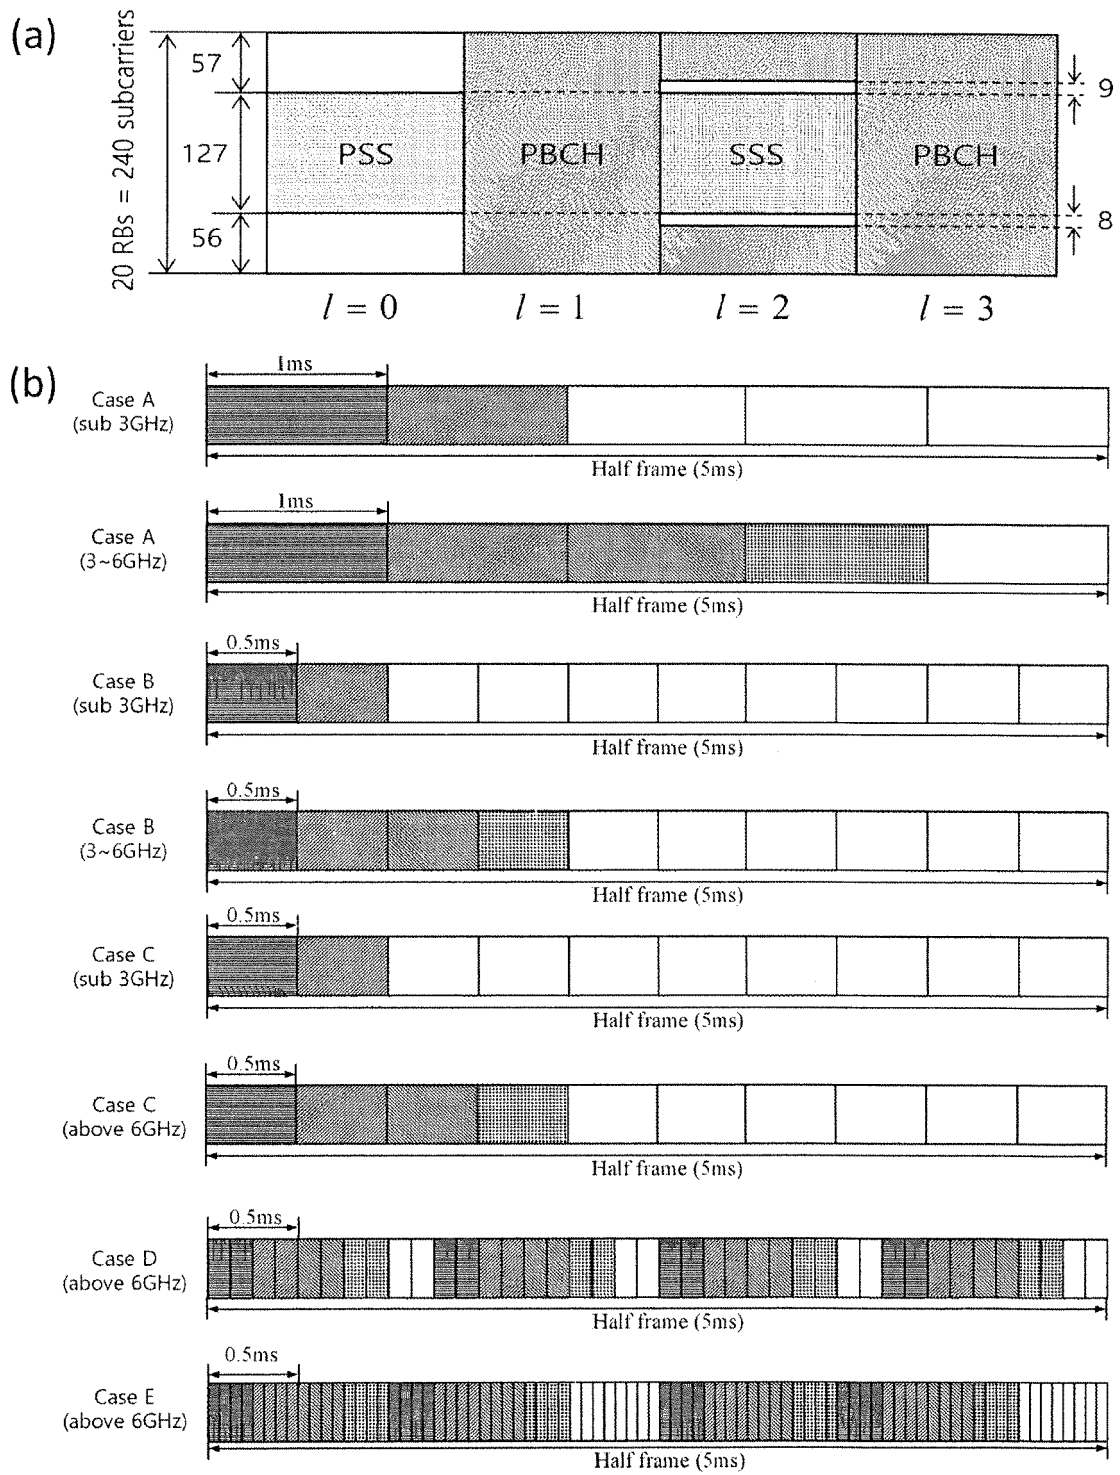 (a)
20 RBs = 240 subcarriers
57
127
56
PSS
PBCH
SSS
PBCH
9
8
l = 0
l = 1
l = 2
l = 3
(b)
Case A
(sub 3GHz)
1ms
Half frame (5ms)
Case A
(3~6GHz)
1ms
Half frame (5ms)
Case B
(sub 3GHz)
0.5ms
Half frame (5ms)
Case B
(3~6GHz)
0.5ms
Half frame (5ms)
Case C
(sub 3GHz)
0.5ms
Half frame (5ms)
Case C
(above 6GHz)
0.5ms
Half frame (5ms)
Case D
(above 6GHz)
0.5ms
Half frame (5ms)
Case E
(above 6GHz)
0.5ms
Half frame (5ms)